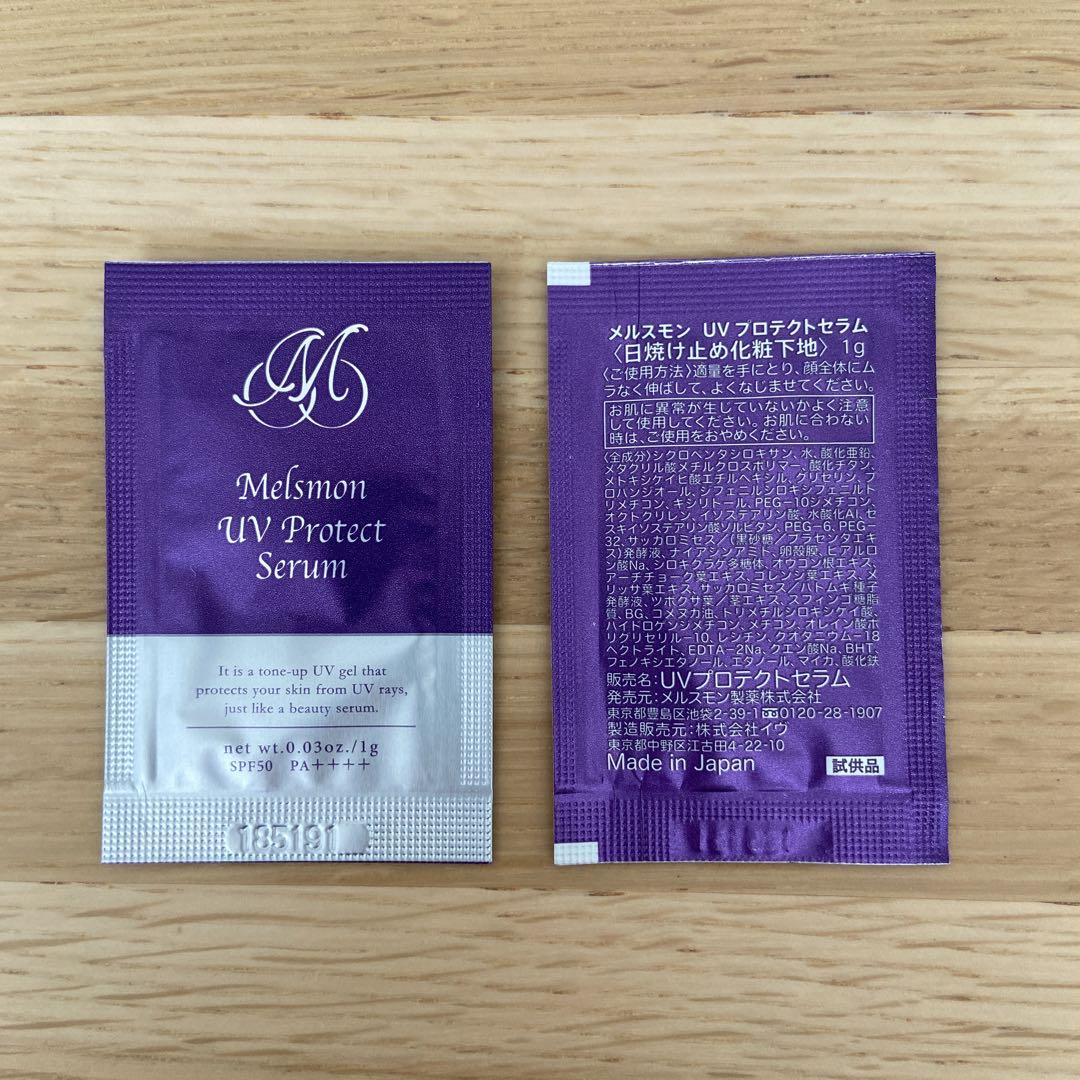 M
Melsmon
UV Protect
Serum
It is a tone-up UV gel that
protects your skin from UV rays,
just like a beauty serum.
net wt.0.03oz./1g
SPF50 PA++++
185191
メルスモン UVプロテクトセラム
〈日焼け止め化粧下地〉1g
〈ご使用方法〉適量を手にとり、顔全体にム
ラなく伸ばして、よくなじませてください。
お肌に異常が生じていないかよく注意
して使用してください。お肌に合わない
時は、ご使用をおやめください。
〈全成分〉シクロペンタシロキサン、水、酸化亜鉛、
メタクリル酸メチルクロスポリマー、酸化チタン、
メトキシケイヒ酸エチルヘキシル、グリセリン、プ
ロパンジオール、ジフェニルシロキシフェニルト
リメチコン、キシリトール、PEG-10ジメチコン、
オクトクリレン、イソステアリン酸、水酸化Al、セ
スキイソステアリン酸ソルビタン、PEG-6、PEG-
32、サッカロミセス／(黒砂糖／プラセンタエキ
ス)発酵液、ナイアシンアミド、卵殻膜、ヒアルロ
ン酸Na、シロキクラゲ多糖体、オウゴン根エキス、
アーチチョーク葉エキス、ゴレンシ葉エキス、メ
リッサ葉エキス、サッカロミセス／ハトムギ種子
発酵液、ツボクサ葉／茎エキス、スフィンゴ糖脂
質、BG、コメヌカ油、トリメチルシロキシケイ酸、
ハイドロゲンジメチコン、メチコン、オレイン酸ポ
リグリセリル-10、レシチン、クオタニウム-18
ヘクトライト、EDTA-2Na、クエン酸Na、BHT、
フェノキシエタノール、エタノール、マイカ、酸化鉄
販売名:UVプロテクトセラム
発売元:メルスモン製薬株式会社
東京都豊島区池袋2-39-1 0120-28-1907
製造販売元:株式会社イヴ
東京都中野区江古田4-22-10
Made in Japan
試供品